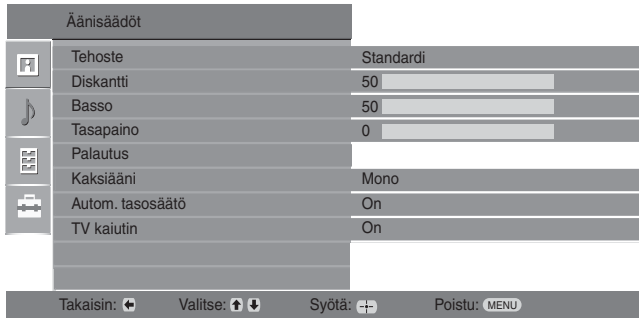 Äänisäädöt
Tehoste Standardi
Diskantti 50
Basso 50
Tasapaino 0
Palautus
Kaksiääni Mono
Autom. tasosäätö On
TV kaiutin On
Takaisin: Valitse: Syötä: Poistu: MENU